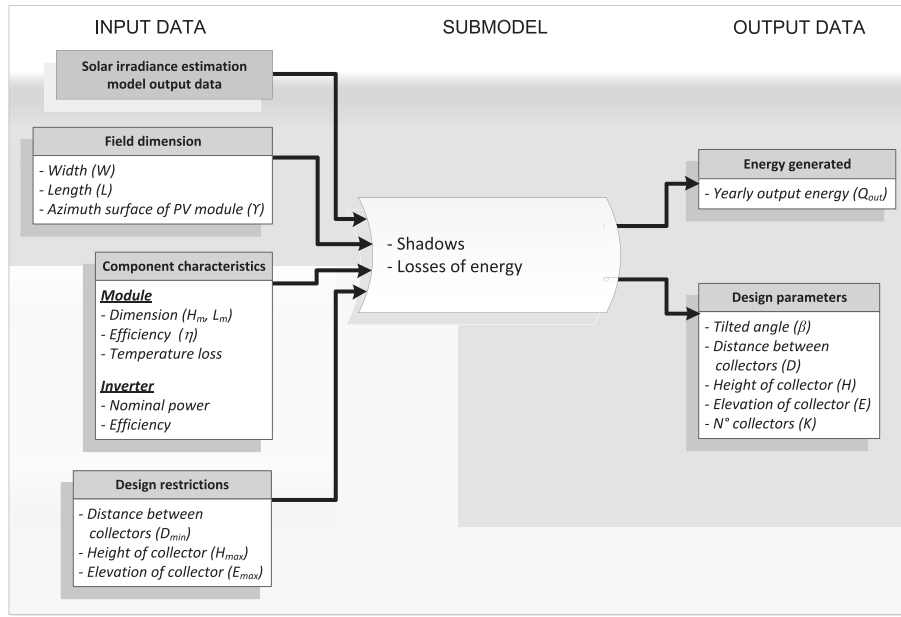 INPUT DATA
SUBMODEL
OUTPUT DATA
Solar irradiance estimation
model output data
Field dimension
- Width (W)
- Length (L)
- Azimuth surface of PV module (ϒ)
Component characteristics
Module
- Dimension (Hm, Lm)
- Efficiency (η)
- Temperature loss
Inverter
- Nominal power
- Efficiency
Design restrictions
- Distance between
collectors (Dmin)
- Height of collector (Hmax)
- Elevation of collector (Emax)
- Shadows
- Losses of energy
Energy generated
- Yearly output energy (Qout)
Design parameters
- Tilted angle (β)
- Distance between
collectors (D)
- Height of collector (H)
- Elevation of collector (E)
- N° collectors (K)